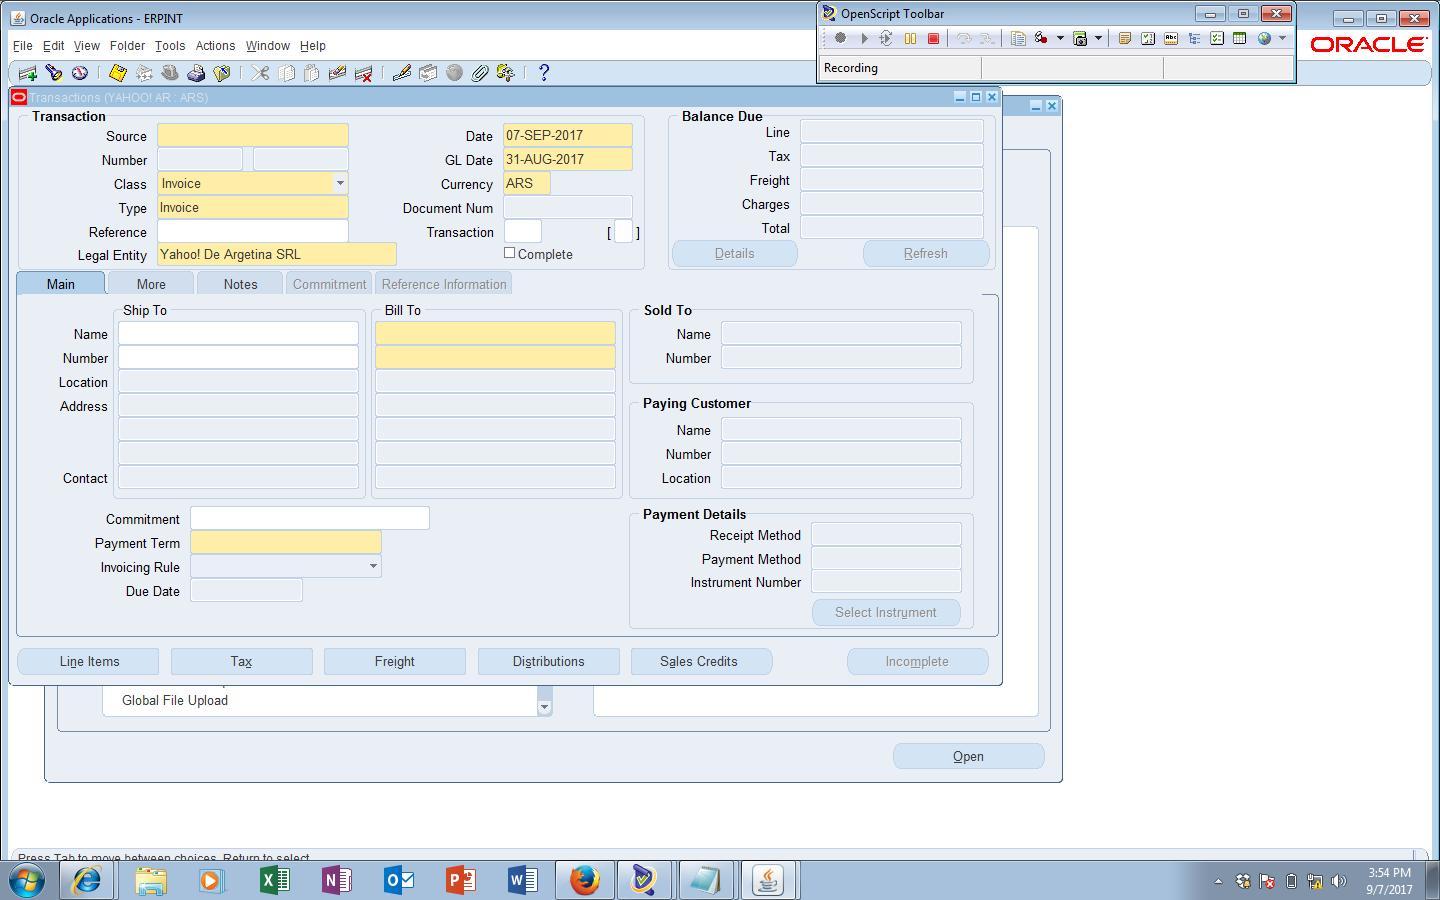 Oracle Applications - ERPINT
OpenScript Toolbar
File Edit View Folder Tools Actions Window Help
ORACLE
Recording
Transactions (YAHOO! AR : ARS)
Transaction
Source
Number
Class Invoice
Type Invoice
Reference
Legal Entity Yahoo! De Argetina SRL
Date 07-SEP-2017
GL Date 31-AUG-2017
Currency ARS
Document Num
Transaction [ ]
Complete
Balance Due
Line
Tax
Freight
Charges
Total
Details Refresh
Main More Notes Commitment Reference Information
Ship To
Bill To
Name
Number
Location
Address
Contact
Sold To
Name
Number
Paying Customer
Name
Number
Location
Commitment
Payment Term
Invoicing Rule
Due Date
Payment Details
Receipt Method
Payment Method
Instrument Number
Select Instrument
Line Items Tax Freight Distributions Sales Credits Incomplete
Global File Upload
Open
Press Tab to move between choices. Return to select.
3:54 PM
9/7/2017